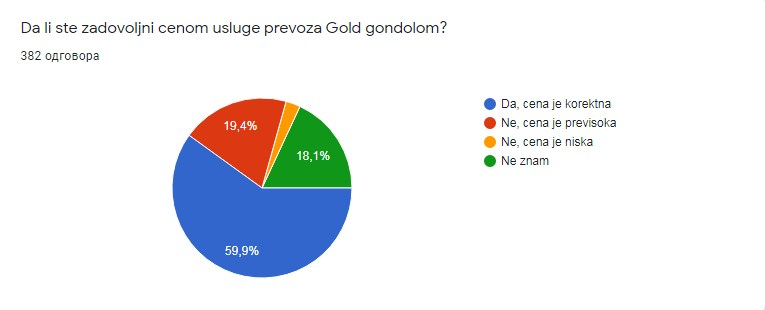 Da li ste zadovoljni cenom usluge prevoza Gold gondolom?
382 одговора
Da, cena je korektna
Ne, cena je previsoka
Ne, cena je niska
Ne znam
19,4%
18,1%
59,9%